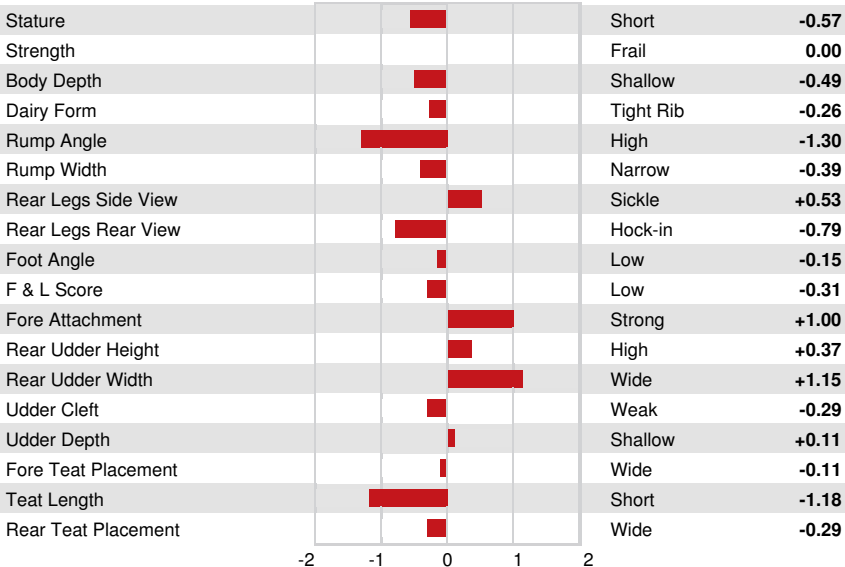 Stature Short -0.57
Strength Frail 0.00
Body Depth Shallow -0.49
Dairy Form Tight Rib -0.26
Rump Angle High -1.30
Rump Width Narrow -0.39
Rear Legs Side View Sickle +0.53
Rear Legs Rear View Hock-in -0.79
Foot Angle Low -0.15
F & L Score Low -0.31
Fore Attachment Strong +1.00
Rear Udder Height High +0.37
Rear Udder Width Wide +1.15
Udder Cleft Weak -0.29
Udder Depth Shallow +0.11
Fore Teat Placement Wide -0.11
Teat Length Short -1.18
Rear Teat Placement Wide -0.29
-2 -1 0 1 2